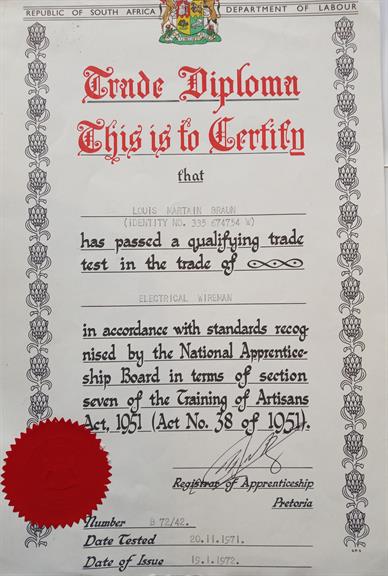 REPUBLIC OF SOUTH AFRICA DEPARTMENT OF LABOUR
Trade Diploma
This is to Certify
that
LOUIS MARTAIN BRAUN
(IDENTITY NO. 335 674754 W)
has passed a qualifying trade
test in the trade of
ELECTRICAL WIREMAN
in accordance with standards recog-
nised by the National Apprentice-
ship Board in terms of section
seven of the Training of Artisans
Act, 1951 (Act No. 38 of 1951).
Registrar of Apprenticeship
Pretoria
Number B 72/42.
Date Tested 20.11.1971.
Date of Issue 19.1.1972.